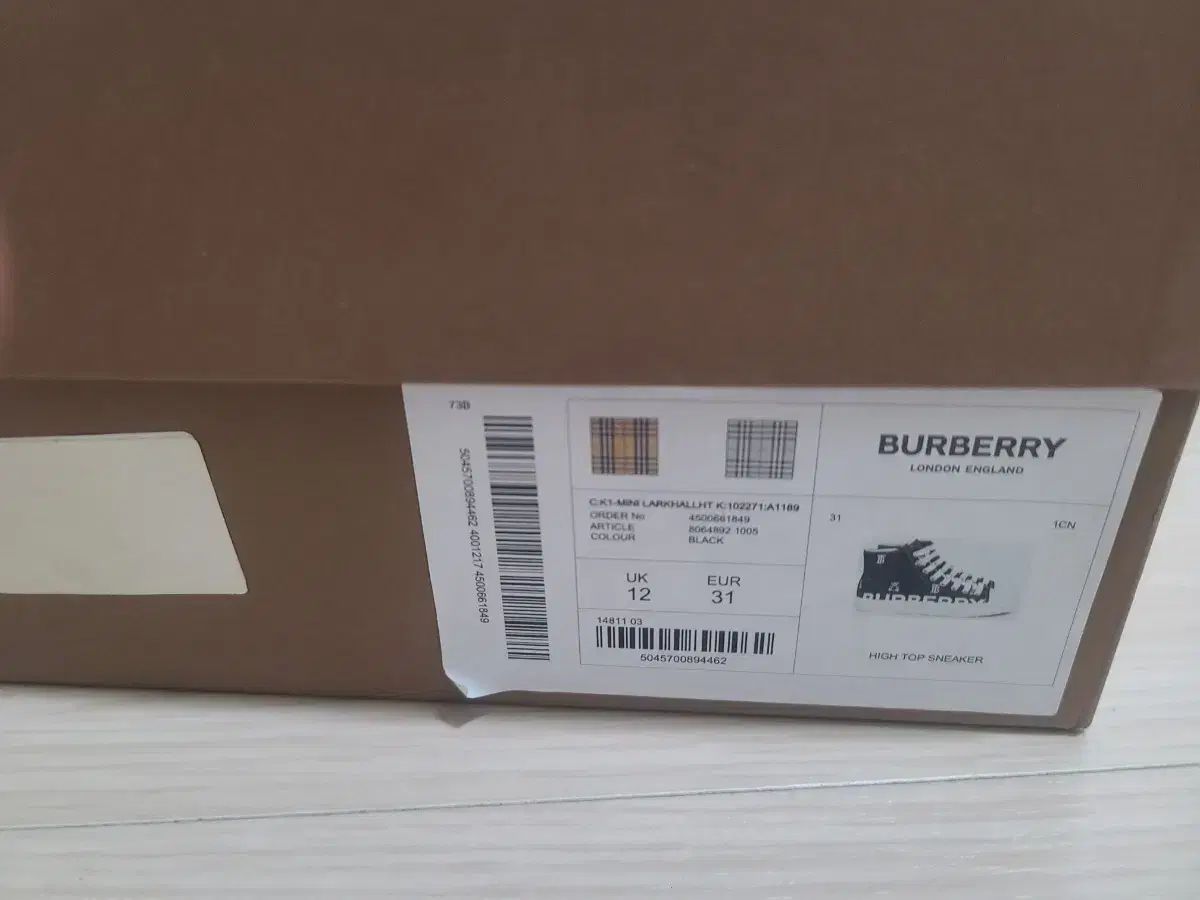 73B
5045700894462 4001217 4500661849
BURBERRY
LONDON ENGLAND
C:K1-MINI LARKHALLHT K:102271:A1189
ORDER No 4500661849
ARTICLE 8064892 1005
COLOUR BLACK
UK EUR
12 31
14811 03
5045700894462
31 1CN
BURBERRY
HIGH TOP SNEAKER